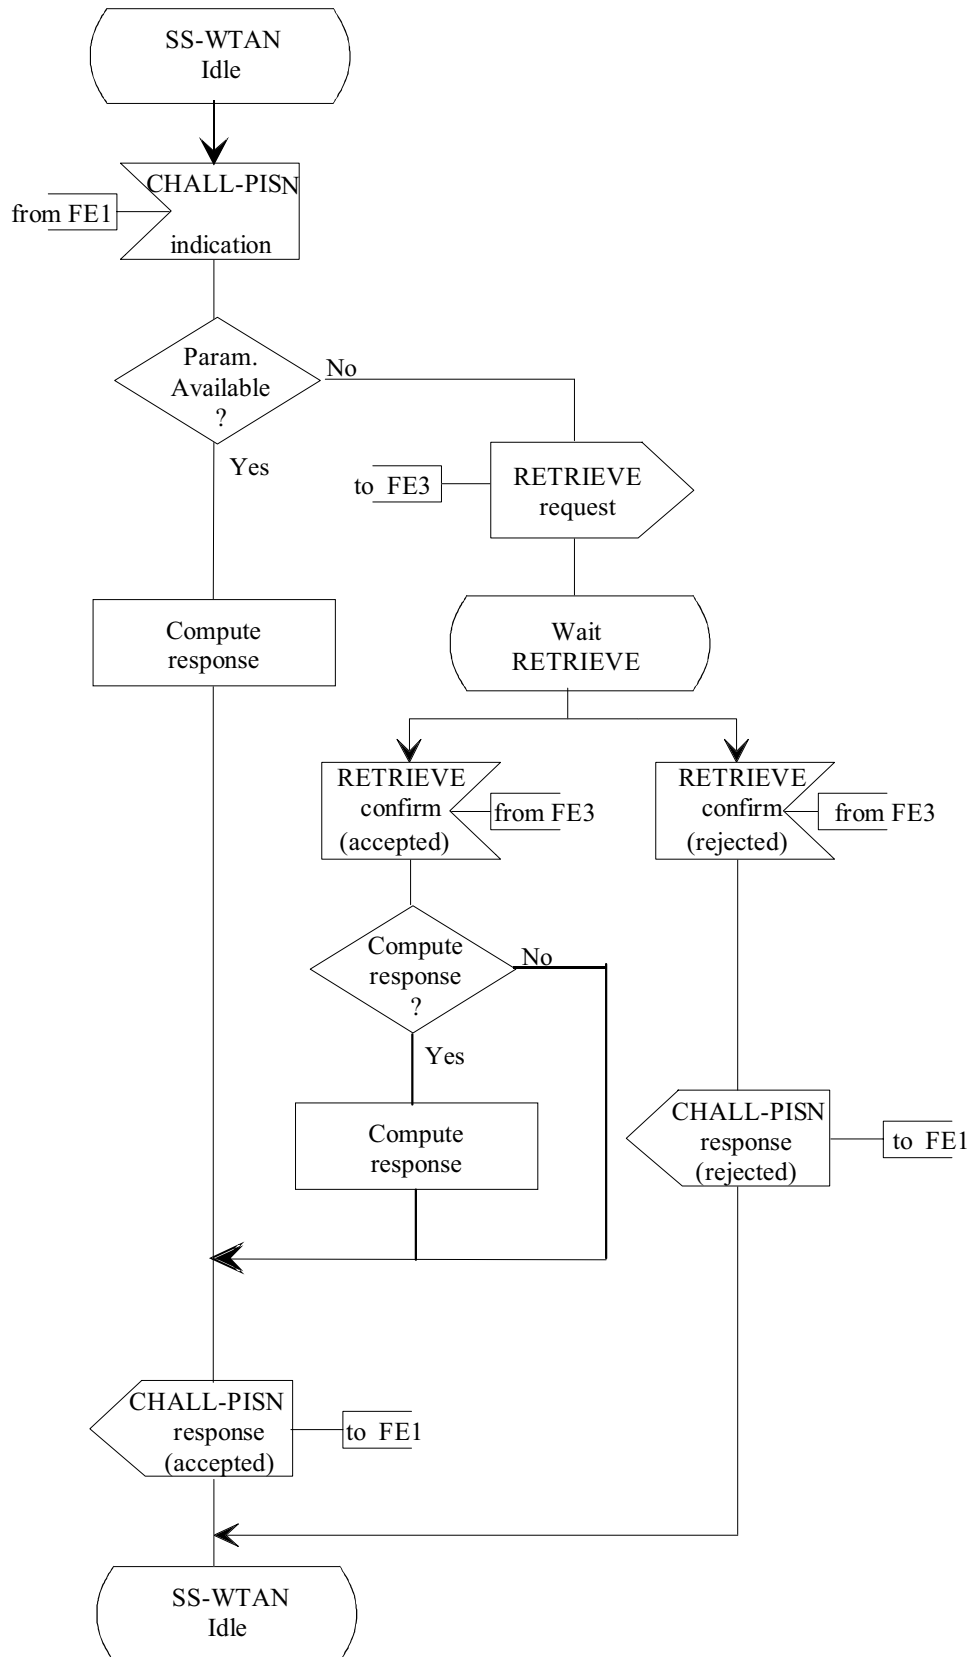 SS-WTAN
Idle
CHALL-PISN
from FE1
indication
Param.
Available
?
No
Yes
to FE3
RETRIEVE
request
Compute
response
Wait
RETRIEVE
RETRIEVE
confirm
(accepted)
from FE3
RETRIEVE
confirm
(rejected)
from FE3
Compute
response
?
No
Yes
Compute
response
CHALL-PISN
response
(rejected)
to FE1
CHALL-PISN
response
(accepted)
to FE1
SS-WTAN
Idle